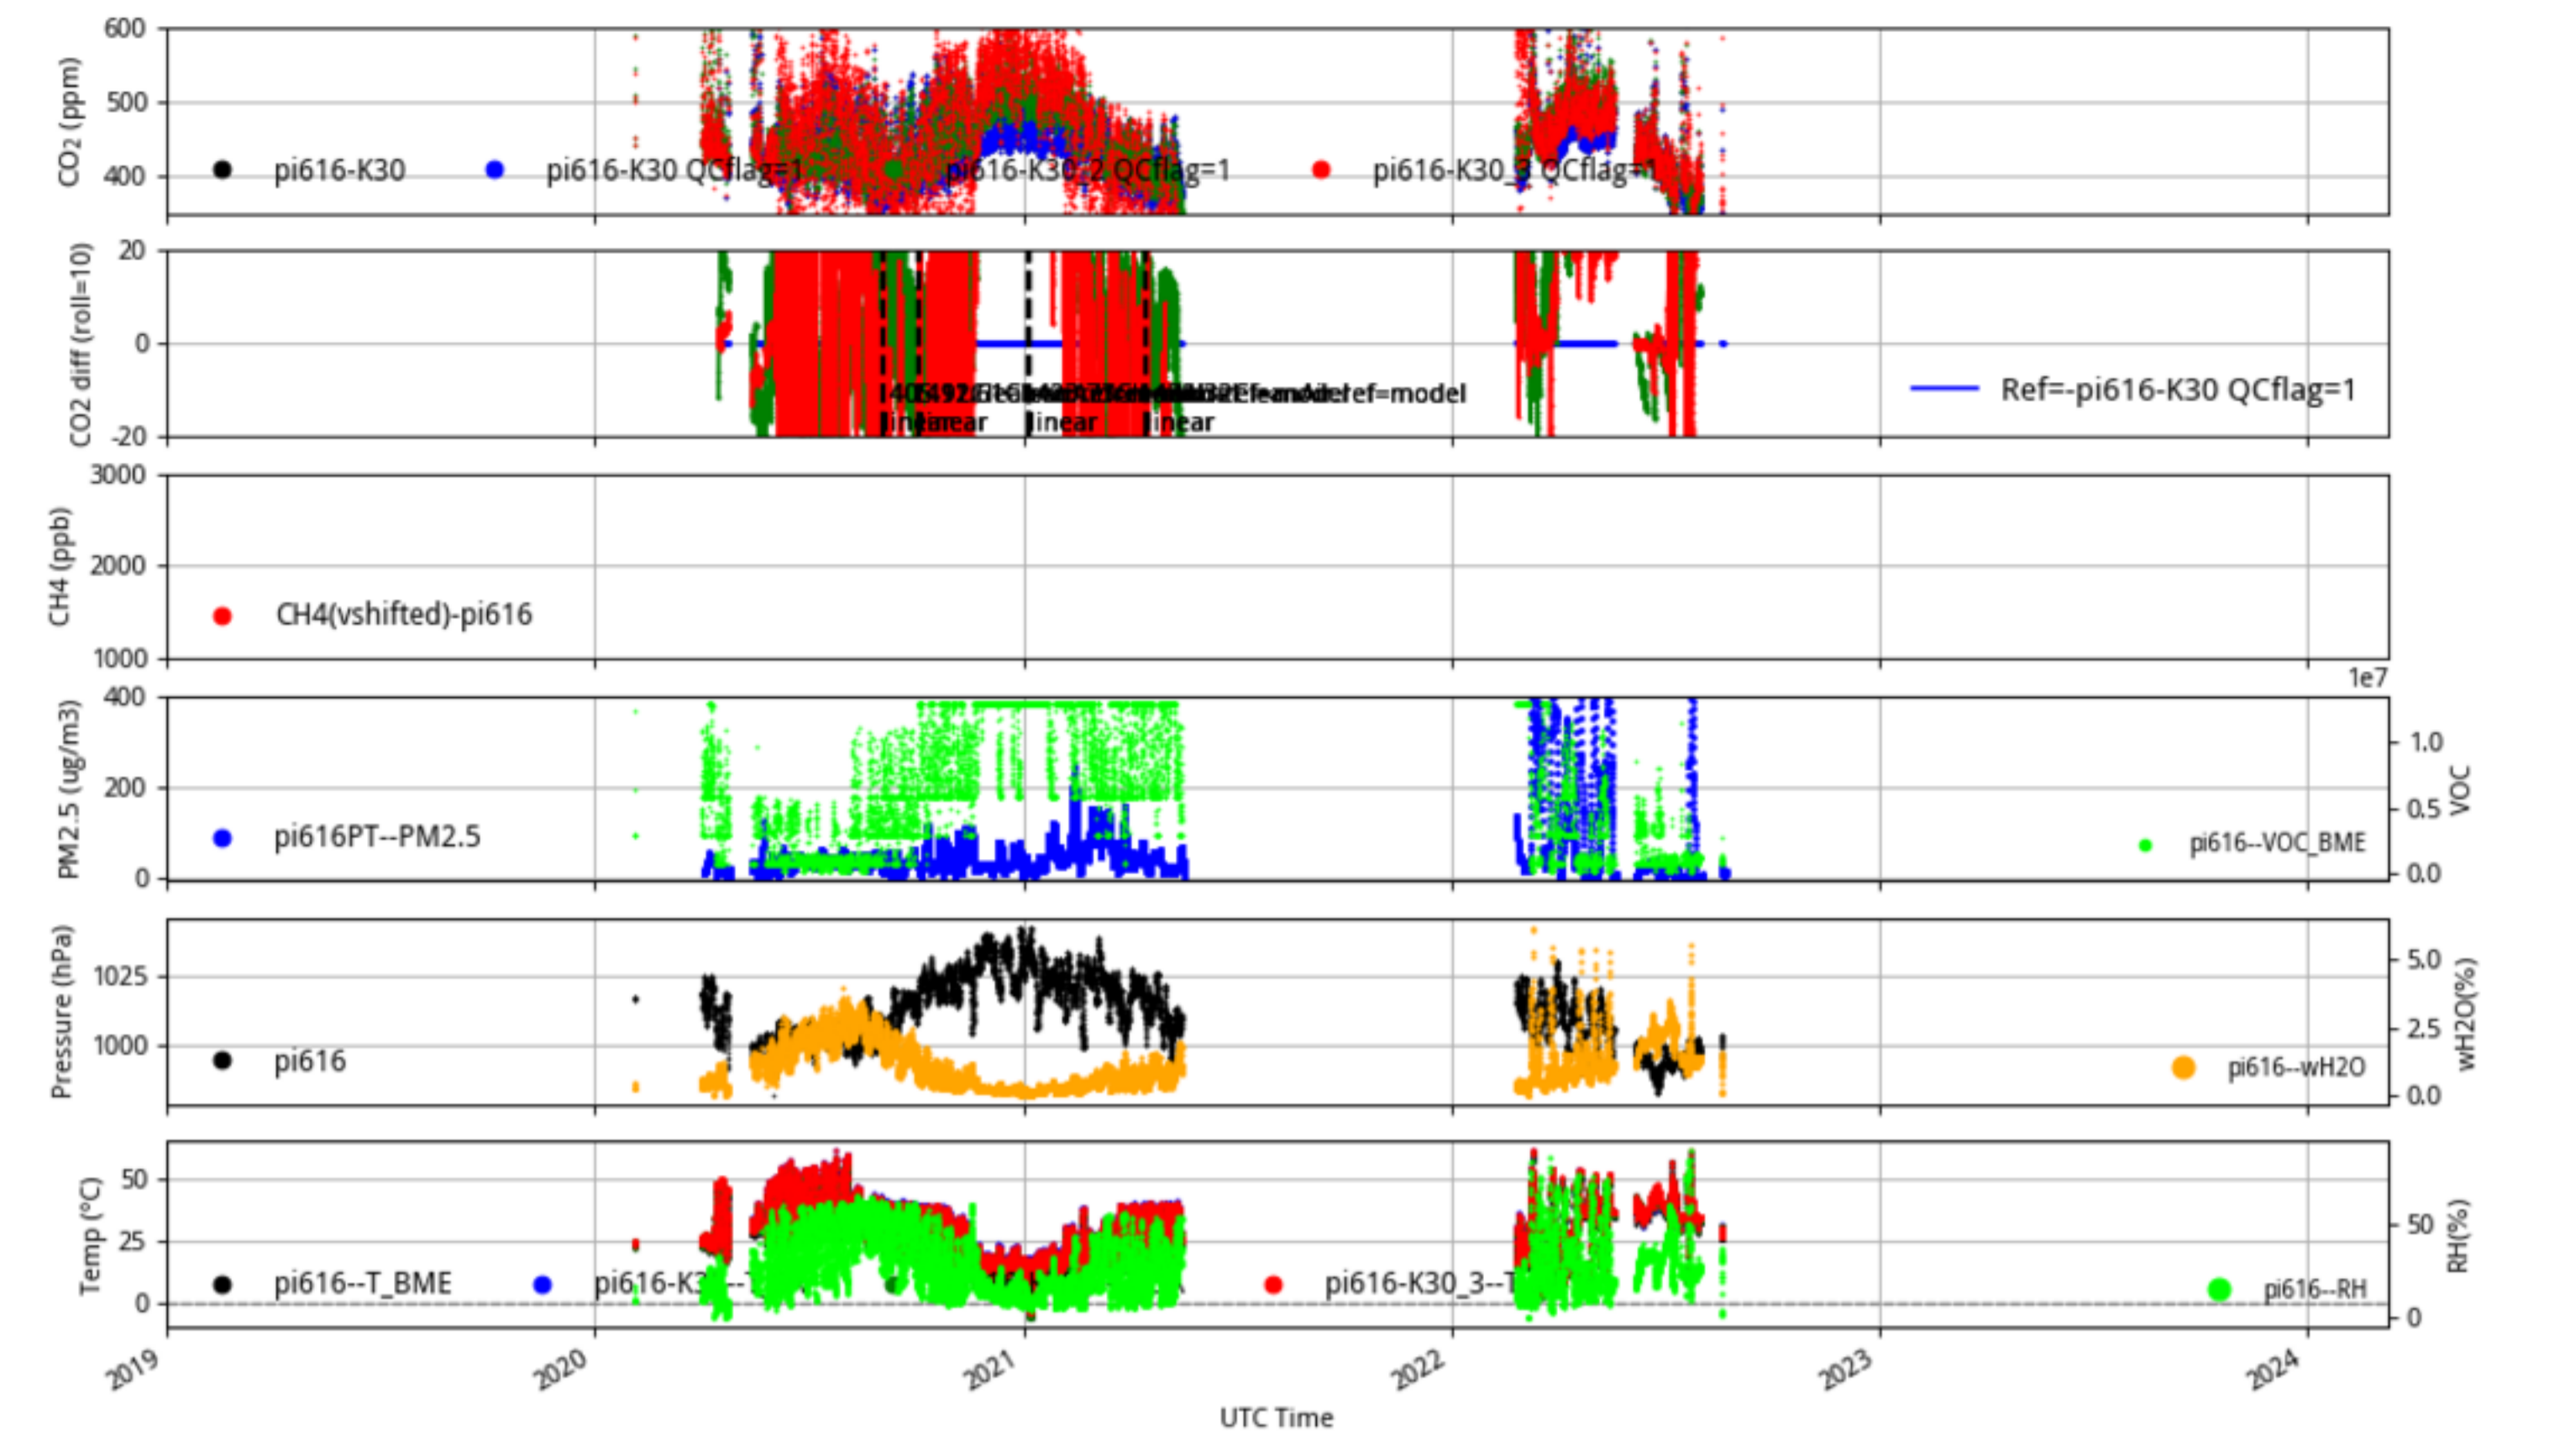 600
500
400
CO₂ (ppm)
pi616-K30
pi616-K30 QCflag=1
pi616-K30_2 QCflag=1
pi616-K30_3 QCflag=1
20
0
-20
CO2 diff (roll=10)
ref=model
linear
linear
linear
linear
Ref=-pi616-K30 QCflag=1
3000
2000
1000
CH4 (ppb)
CH4(vshifted)-pi616
1e7
400
200
0
PM2.5 (ug/m3)
pi616PT--PM2.5
1.0
0.5
0.0
VOC
pi616--VOC_BME
1025
1000
Pressure (hPa)
pi616
5.0
2.5
0.0
wH2O(%)
pi616--wH2O
50
25
0
Temp (°C)
pi616--T_BME
pi616-K30_3--T
50
0
RH(%)
pi616--RH
2019
2020
2021
2022
2023
2024
UTC Time